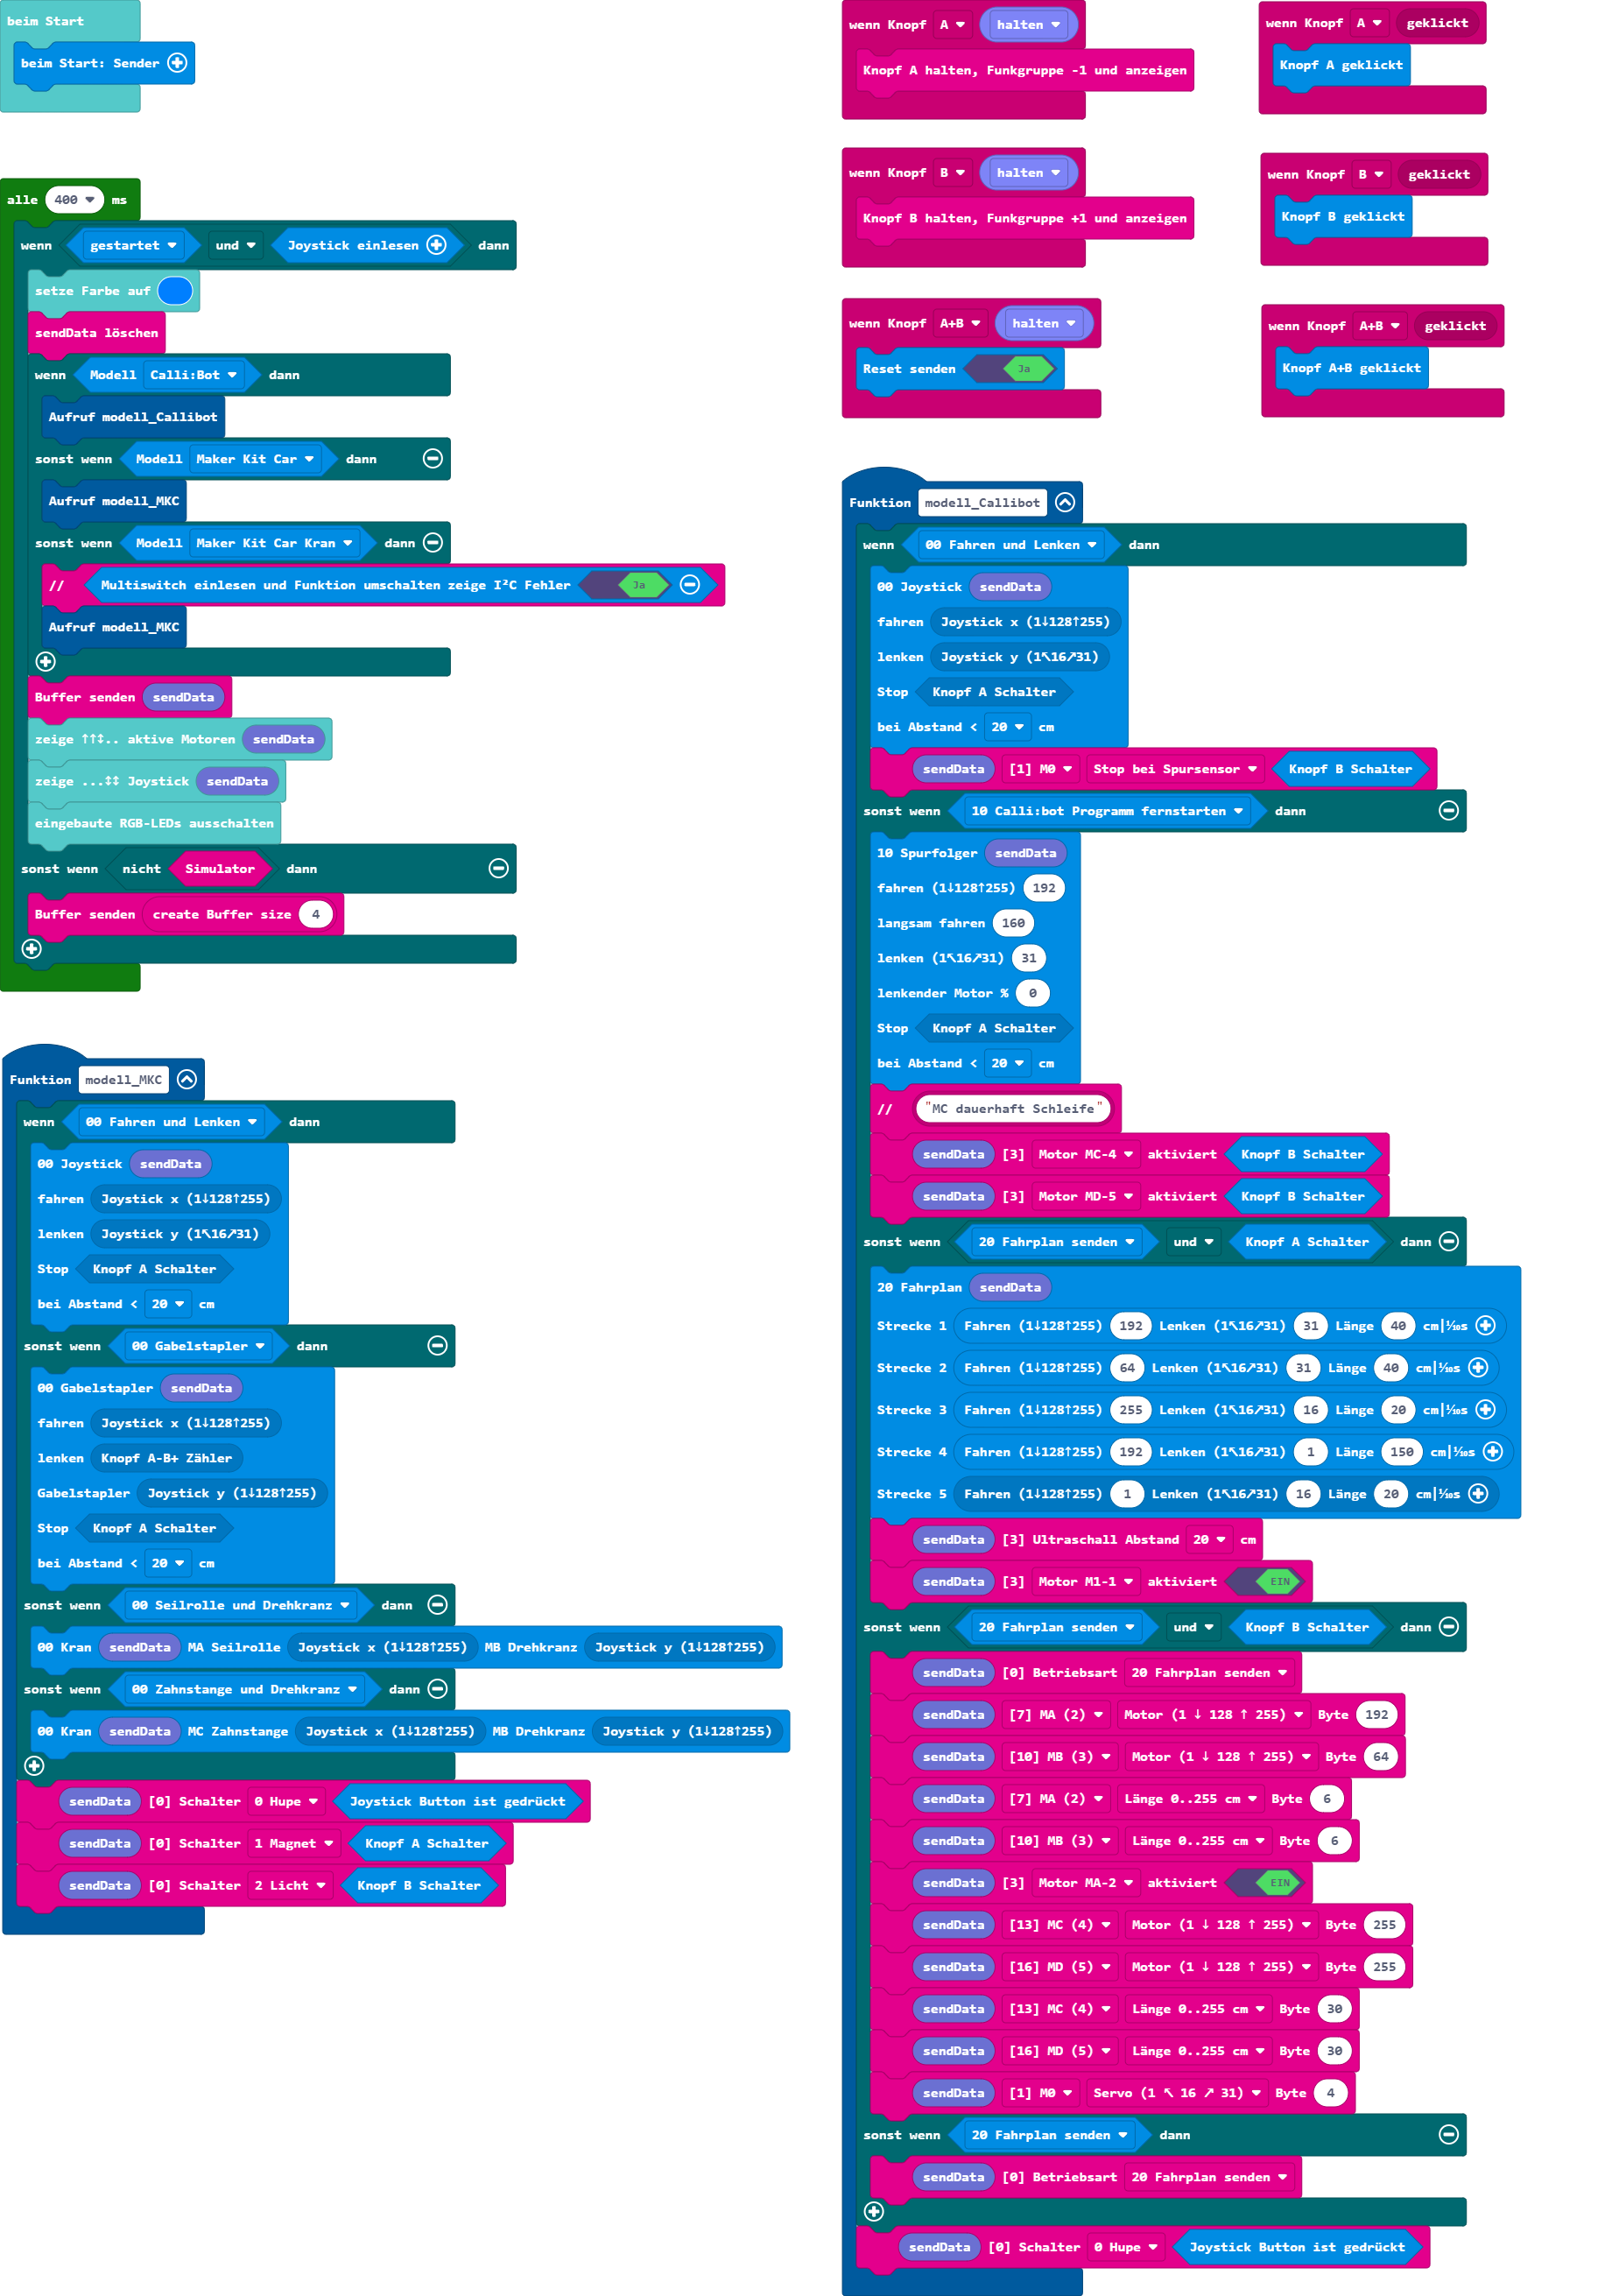 beim Start
beim Start: Sender
alle 400 ms
wenn gestartet und Joystick einlesen dann
setze Farbe auf
sendData löschen
wenn Modell Calli:Bot dann
Aufruf modell_Callibot
sonst wenn Modell Maker Kit Car dann
Aufruf modell_MKC
sonst wenn Modell Maker Kit Car Kran dann
// Multiswitch einlesen und Funktion umschalten zeige I²C Fehler Ja
Aufruf modell_MKC
Buffer senden sendData
zeige ↑↑↕.. aktive Motoren sendData
zeige ...↕↕ Joystick sendData
eingebaute RGB-LEDs ausschalten
sonst wenn nicht Simulator dann
Buffer senden create Buffer size 4
Funktion modell_MKC
wenn 00 Fahren und Lenken dann
00 Joystick sendData
fahren Joystick x (1↓128↑255)
lenken Joystick y (1↖16↗31)
Stop Knopf A Schalter
bei Abstand < 20 cm
sonst wenn 00 Gabelstapler dann
00 Gabelstapler sendData
fahren Joystick x (1↓128↑255)
lenken Knopf A-B+ Zähler
Gabelstapler Joystick y (1↓128↑255)
Stop Knopf A Schalter
bei Abstand < 20 cm
sonst wenn 00 Seilrolle und Drehkranz dann
00 Kran sendData MA Seilrolle Joystick x (1↓128↑255) MB Drehkranz Joystick y (1↓128↑255)
sonst wenn 00 Zahnstange und Drehkranz dann
00 Kran sendData MC Zahnstange Joystick x (1↓128↑255) MB Drehkranz Joystick y (1↓128↑255)
sendData [0] Schalter 0 Hupe Joystick Button ist gedrückt
sendData [0] Schalter 1 Magnet Knopf A Schalter
sendData [0] Schalter 2 Licht Knopf B Schalter
wenn Knopf A halten
Knopf A halten, Funkgruppe -1 und anzeigen
wenn Knopf A geklickt
Knopf A geklickt
wenn Knopf B halten
Knopf B halten, Funkgruppe +1 und anzeigen
wenn Knopf B geklickt
Knopf B geklickt
wenn Knopf A+B halten
Reset senden Ja
wenn Knopf A+B geklickt
Knopf A+B geklickt
Funktion modell_Callibot
wenn 00 Fahren und Lenken dann
00 Joystick sendData
fahren Joystick x (1↓128↑255)
lenken Joystick y (1↖16↗31)
Stop Knopf A Schalter
bei Abstand < 20 cm
sendData [1] M0 Stop bei Spursensor Knopf B Schalter
sonst wenn 10 Calli:bot Programm fernstarten dann
10 Spurfolger sendData
fahren (1↓128↑255) 192
langsam fahren 160
lenken (1↖16↗31) 31
lenkender Motor % 0
Stop Knopf A Schalter
bei Abstand < 20 cm
// "MC dauerhaft Schleife"
sendData [3] Motor MC-4 aktiviert Knopf B Schalter
sendData [3] Motor MD-5 aktiviert Knopf B Schalter
sonst wenn 20 Fahrplan senden und Knopf A Schalter dann
20 Fahrplan sendData
Strecke 1 Fahren (1↓128↑255) 192 Lenken (1↖16↗31) 31 Länge 40 cm|⅒s
Strecke 2 Fahren (1↓128↑255) 64 Lenken (1↖16↗31) 31 Länge 40 cm|⅒s
Strecke 3 Fahren (1↓128↑255) 255 Lenken (1↖16↗31) 16 Länge 20 cm|⅒s
Strecke 4 Fahren (1↓128↑255) 192 Lenken (1↖16↗31) 1 Länge 150 cm|⅒s
Strecke 5 Fahren (1↓128↑255) 1 Lenken (1↖16↗31) 16 Länge 20 cm|⅒s
sendData [3] Ultraschall Abstand 20 cm
sendData [3] Motor M1-1 aktiviert EIN
sonst wenn 20 Fahrplan senden und Knopf B Schalter dann
sendData [0] Betriebsart 20 Fahrplan senden
sendData [7] MA (2) Motor (1 ↓ 128 ↑ 255) Byte 192
sendData [10] MB (3) Motor (1 ↓ 128 ↑ 255) Byte 64
sendData [7] MA (2) Länge 0..255 cm Byte 6
sendData [10] MB (3) Länge 0..255 cm Byte 6
sendData [3] Motor MA-2 aktiviert EIN
sendData [13] MC (4) Motor (1 ↓ 128 ↑ 255) Byte 255
sendData [16] MD (5) Motor (1 ↓ 128 ↑ 255) Byte 255
sendData [13] MC (4) Länge 0..255 cm Byte 30
sendData [16] MD (5) Länge 0..255 cm Byte 30
sendData [1] M0 Servo (1 ↖ 16 ↗ 31) Byte 4
sonst wenn 20 Fahrplan senden dann
sendData [0] Betriebsart 20 Fahrplan senden
sendData [0] Schalter 0 Hupe Joystick Button ist gedrückt